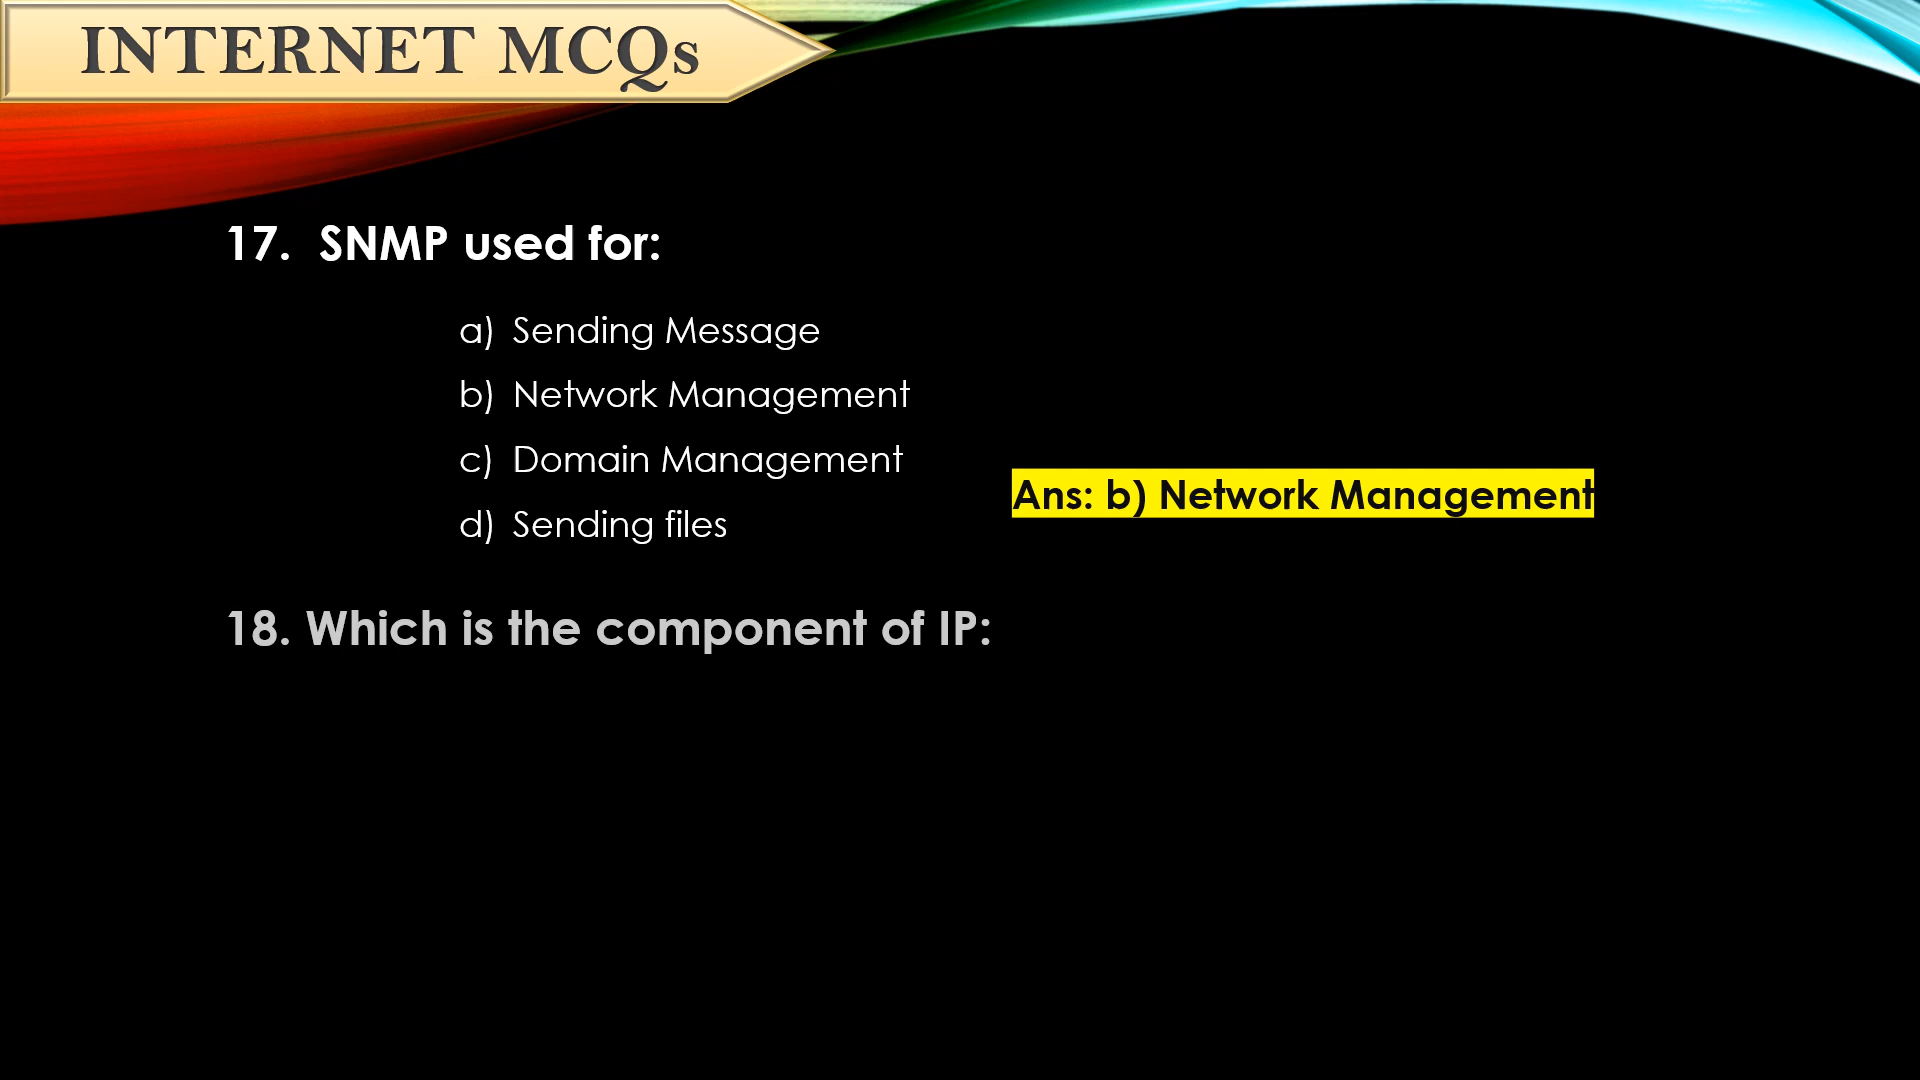 INTERNET MCQs
17. SNMP used for:
a) Sending Message
b) Network Management
c) Domain Management
d) Sending files
Ans: b) Network Management
18. Which is the component of IP: